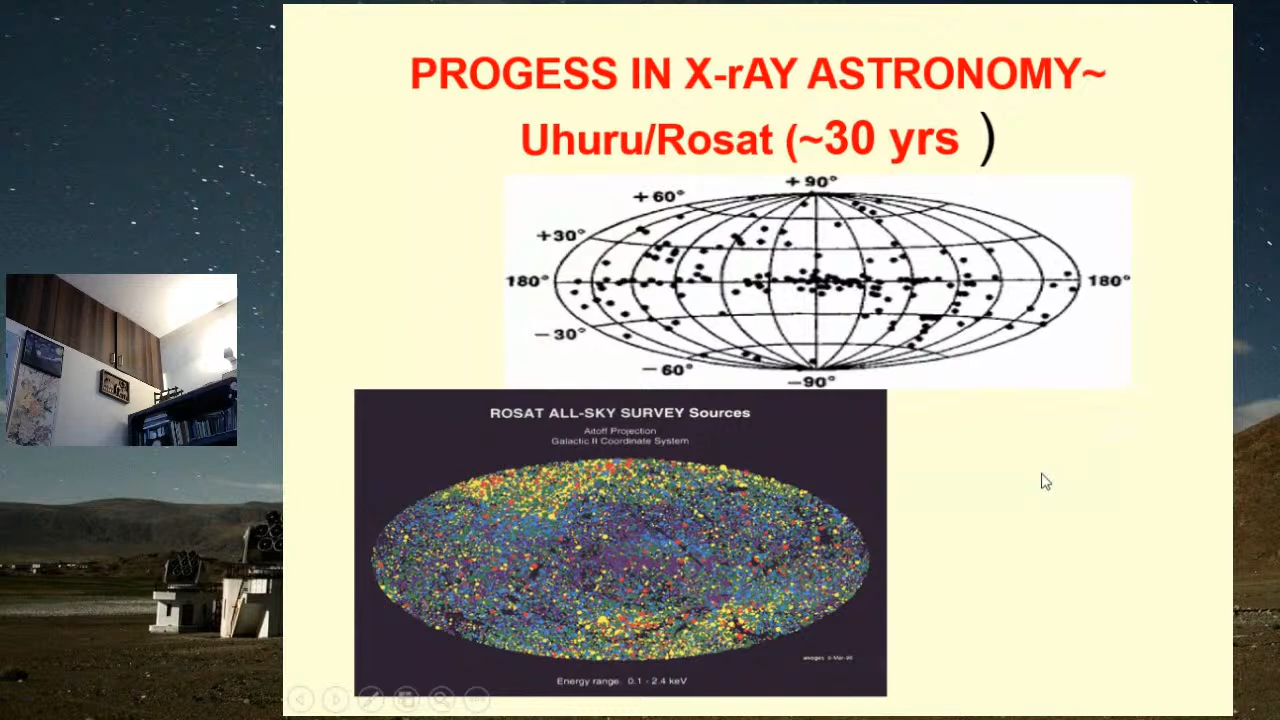 PROGESS IN X-rAY ASTRONOMY~
Uhuru/Rosat (~30 yrs )
+90°
+60°
+30°
180°
180°
−30°
−60°
−90°
ROSAT ALL-SKY SURVEY Sources
Aitoff Projection
Galactic II Coordinate System
Energy range: 0.1 - 2.4 keV